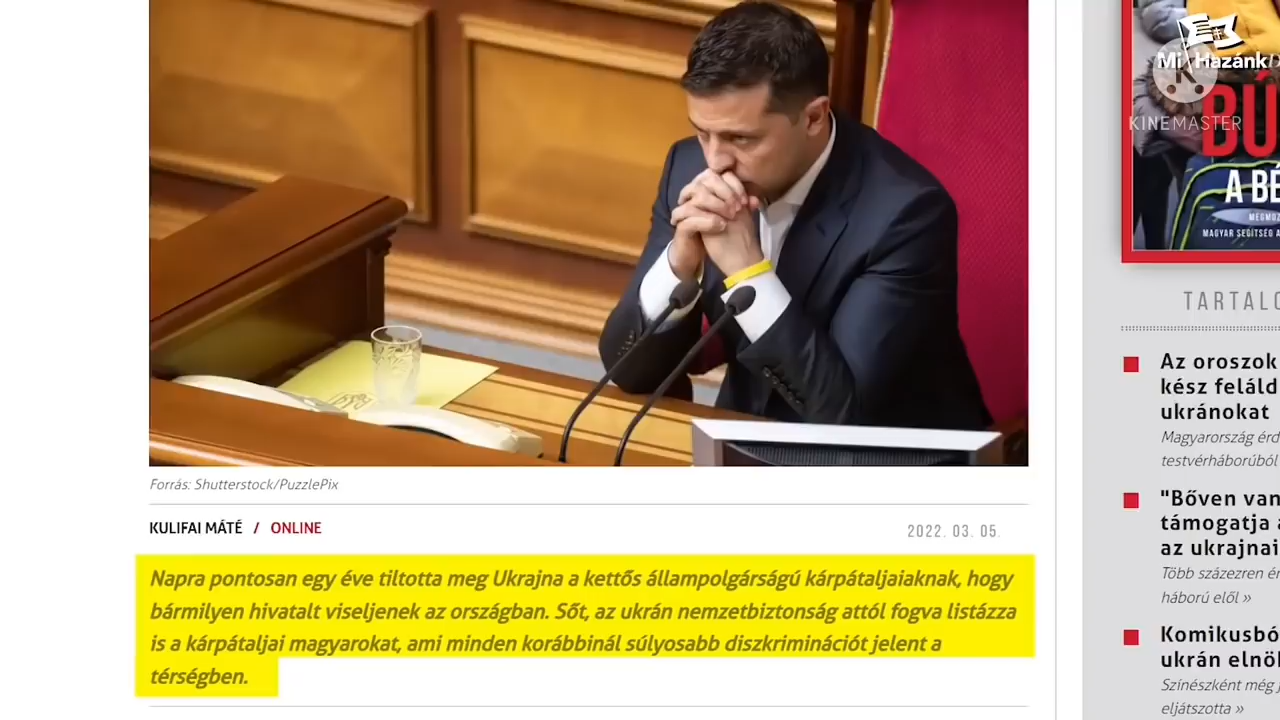 Mi Hazánk
KINEMASTER
BÚ
A BÉ
MAGYAR SEGÍTSÉG A
Forrás: Shutterstock/PuzzlePix
KULIFAI MÁTÉ / ONLINE
2022. 03. 05.
Napra pontosan egy éve tiltotta meg Ukrajna a kettős állampolgárságú kárpátaljaiaknak, hogy
bármilyen hivatalt viseljenek az országban. Sőt, az ukrán nemzetbiztonság attól fogva listázza
is a kárpátaljai magyarokat, ami minden korábbinál súlyosabb diszkriminációt jelent a
térségben.
TARTALO
Az oroszok
kész feláld
ukránokat
Magyarország érd
testvérháborúból
"Bőven van
támogatja a
az ukrajnai
Több százezren ér
háború elől »
Komikusbó
ukrán elnök
Színészként még j
eljátszotta »